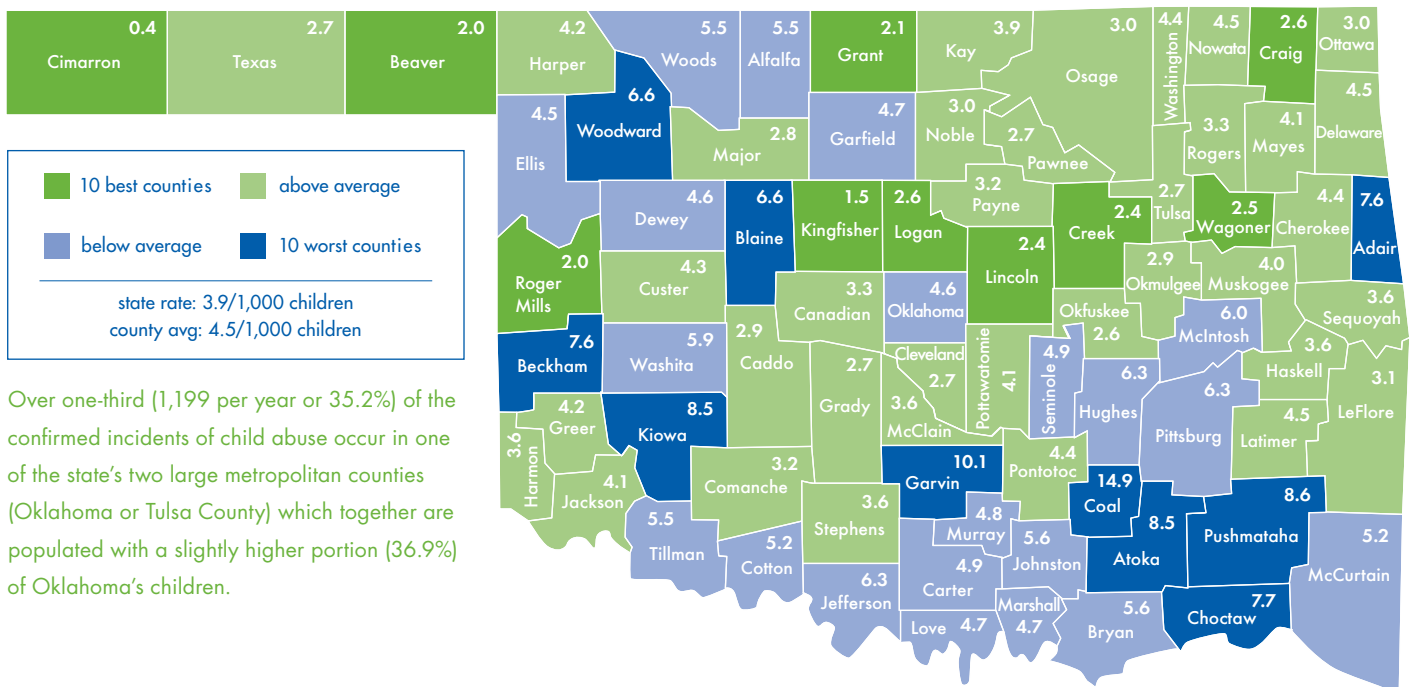 0.4
Cimarron
2.7
Texas
2.0
Beaver
4.2
Harper
5.5
Woods
5.5
Alfalfa
2.1
Grant
3.9
Kay
3.0
Osage
4.4
Washington
4.5
Nowata
2.6
Craig
3.0
Ottawa
4.5
Ellis
6.6
Woodward
2.8
Major
4.7
Garfield
3.0
Noble
2.7
Pawnee
3.3
Rogers
4.1
Mayes
4.5
Delaware
10 best counties
above average
below average
10 worst counties
state rate: 3.9/1,000 children
county avg: 4.5/1,000 children
4.6
Dewey
6.6
Blaine
1.5
Kingfisher
2.6
Logan
3.2
Payne
2.4
Creek
2.7
Tulsa
2.5
Wagoner
4.4
Cherokee
7.6
Adair
2.0
Roger
Mills
4.3
Custer
3.3
Canadian
4.6
Oklahoma
2.4
Lincoln
Okfuskee
2.6
2.9
Okmulgee
4.0
Muskogee
3.6
Sequoyah
7.6
Beckham
5.9
Washita
2.9
Caddo
2.7
Grady
Cleveland
2.7
3.6
McClain
Pottawatomie
4.1
4.9
Seminole
6.3
Hughes
6.0
McIntosh
3.6
Haskell
3.1
LeFlore
Over one-third (1,199 per year or 35.2%) of the
confirmed incidents of child abuse occur in one
of the state's two large metropolitan counties
(Oklahoma or Tulsa County) which together are
populated with a slightly higher portion (36.9%)
of Oklahoma's children.
3.6
Harmon
4.2
Greer
8.5
Kiowa
4.1
Jackson
3.2
Comanche
10.1
Garvin
4.4
Pontotoc
6.3
Pittsburg
4.5
Latimer
5.5
Tillman
5.2
Cotton
3.6
Stephens
4.8
Murray
14.9
Coal
8.5
Atoka
8.6
Pushmataha
5.2
McCurtain
6.3
Jefferson
4.9
Carter
5.6
Johnston
Love
4.7
Marshall
4.7
5.6
Bryan
7.7
Choctaw